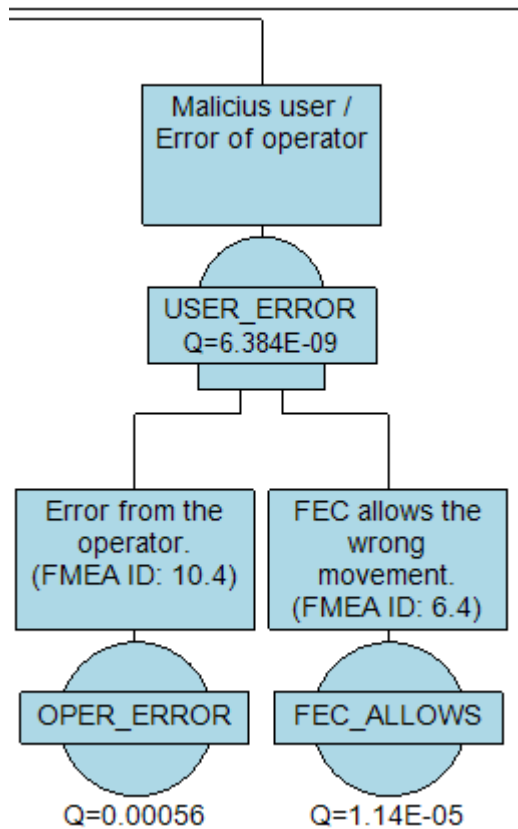 Malicius user /
Error of operator
USER_ERROR
Q=6.384E-09
Error from the
operator.
(FMEA ID: 10.4)
FEC allows the
wrong
movement.
(FMEA ID: 6.4)
OPER_ERROR
FEC_ALLOWS
Q=0.00056
Q=1.14E-05